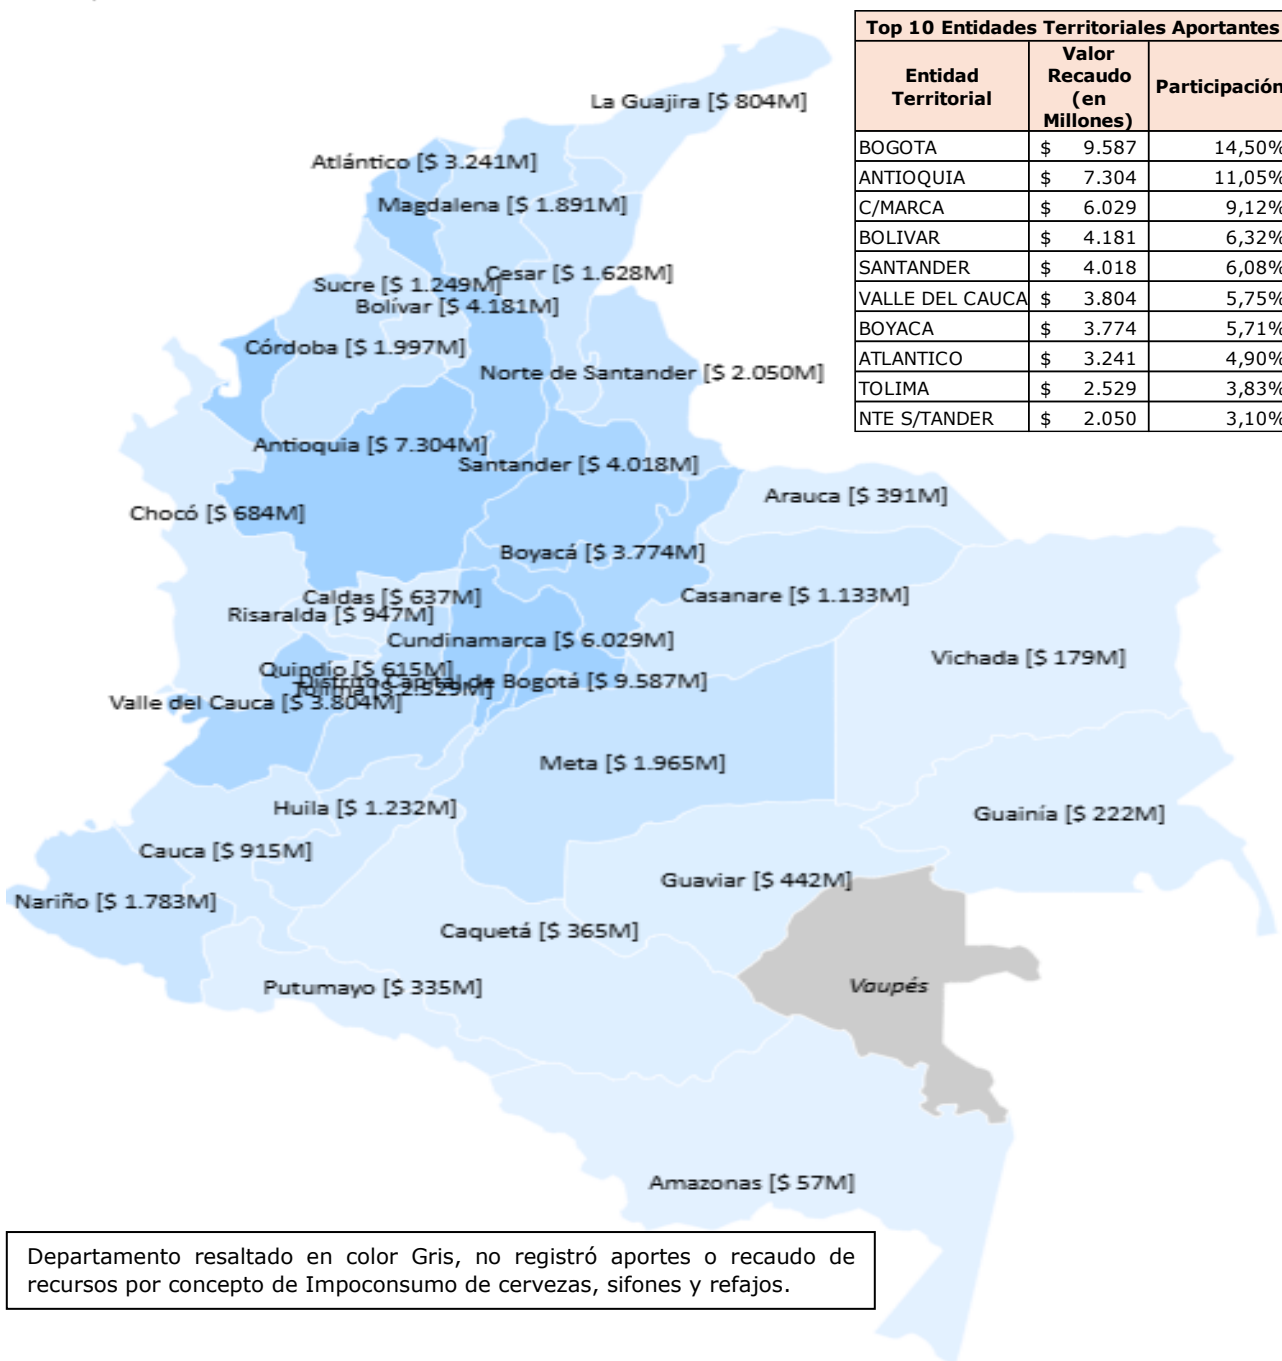 Top 10 Entidades Territoriales Aportantes
Entidad Territorial
Valor Recaudo (en Millones)
Participación
BOGOTA $ 9.587 14,50%
ANTIOQUIA $ 7.304 11,05%
C/MARCA $ 6.029 9,12%
BOLIVAR $ 4.181 6,32%
SANTANDER $ 4.018 6,08%
VALLE DEL CAUCA $ 3.804 5,75%
BOYACA $ 3.774 5,71%
ATLANTICO $ 3.241 4,90%
TOLIMA $ 2.529 3,83%
NTE S/TANDER $ 2.050 3,10%
La Guajira [$ 804M]
Atlántico [$ 3.241M]
Magdalena [$ 1.891M]
Cesar [$ 1.628M]
Sucre [$ 1.249M]
Bolívar [$ 4.181M]
Córdoba [$ 1.997M]
Norte de Santander [$ 2.050M]
Antioquia [$ 7.304M]
Santander [$ 4.018M]
Arauca [$ 391M]
Chocó [$ 684M]
Boyacá [$ 3.774M]
Caldas [$ 637M]
Casanare [$ 1.133M]
Risaralda [$ 947M]
Cundinamarca [$ 6.029M]
Vichada [$ 179M]
Quindío [$ 615M]
Distrito Capital de Bogotá [$ 9.587M]
Tolima [$ 2.529M]
Valle del Cauca [$ 3.804M]
Meta [$ 1.965M]
Huila [$ 1.232M]
Guainía [$ 222M]
Cauca [$ 915M]
Guaviar [$ 442M]
Nariño [$ 1.783M]
Caquetá [$ 365M]
Putumayo [$ 335M]
Vaupés
Amazonas [$ 57M]
Departamento resaltado en color Gris, no registró aportes o recaudo de
recursos por concepto de Impoconsumo de cervezas, sifones y refajos.